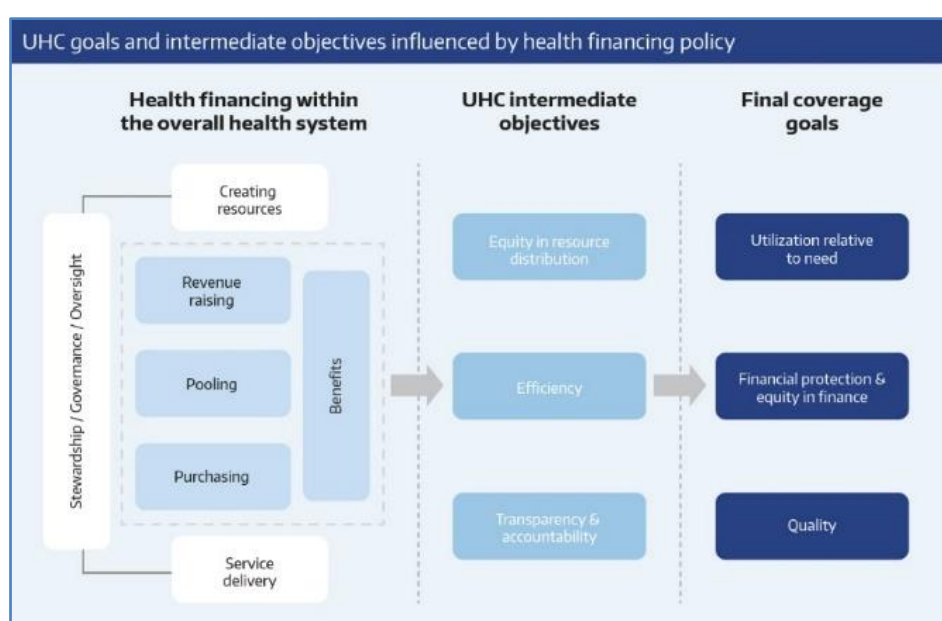 UHC goals and intermediate objectives influenced by health financing policy
Health financing within
the overall health system
UHC intermediate
objectives
Final coverage
goals
Stewardship / Governance / Oversight
Creating
resources
Revenue
raising
Pooling
Purchasing
Benefits
Service
delivery
Equity in resource
distribution
Efficiency
Transparency &
accountability
Utilization relative
to need
Financial protection &
equity in finance
Quality